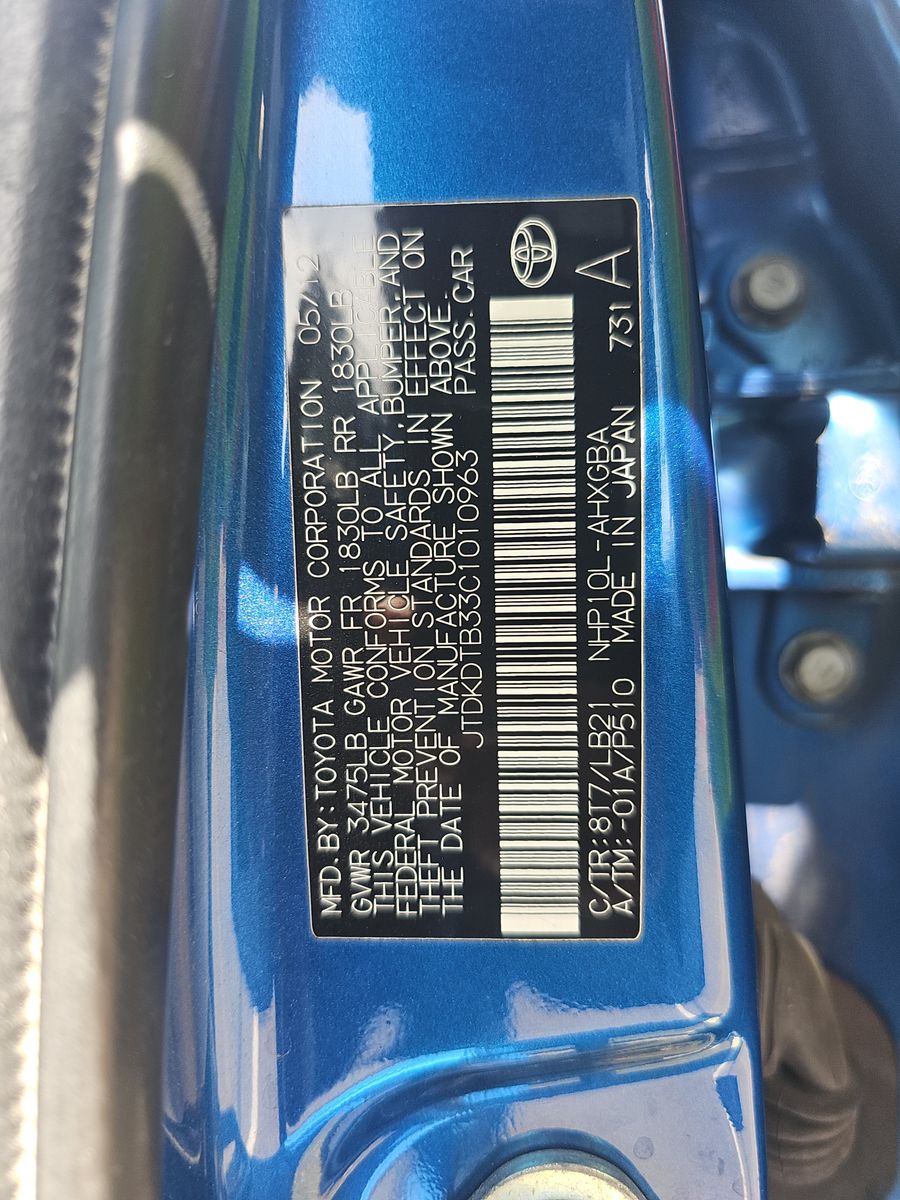 MFD.BY:TOYOTA MOTOR CORPORATION 05/12
GVWR 3475LB GAWR FR 1830LB RR 1830LB
THIS VEHICLE CONFORMS TO ALL APPLICABLE
FEDERAL MOTOR VEHICLE SAFETY,BUMPER,AND
THEFT PREVENTION STANDARDS IN EFFECT ON
THE DATE OF MANUFACTURE SHOWN ABOVE.
JTDKDTB33C1010963 PASS.CAR
C/TR:8T7/LB21 NHP10L-AHXGBA
A/TM:-01A/P510 MADE IN JAPAN 731 A